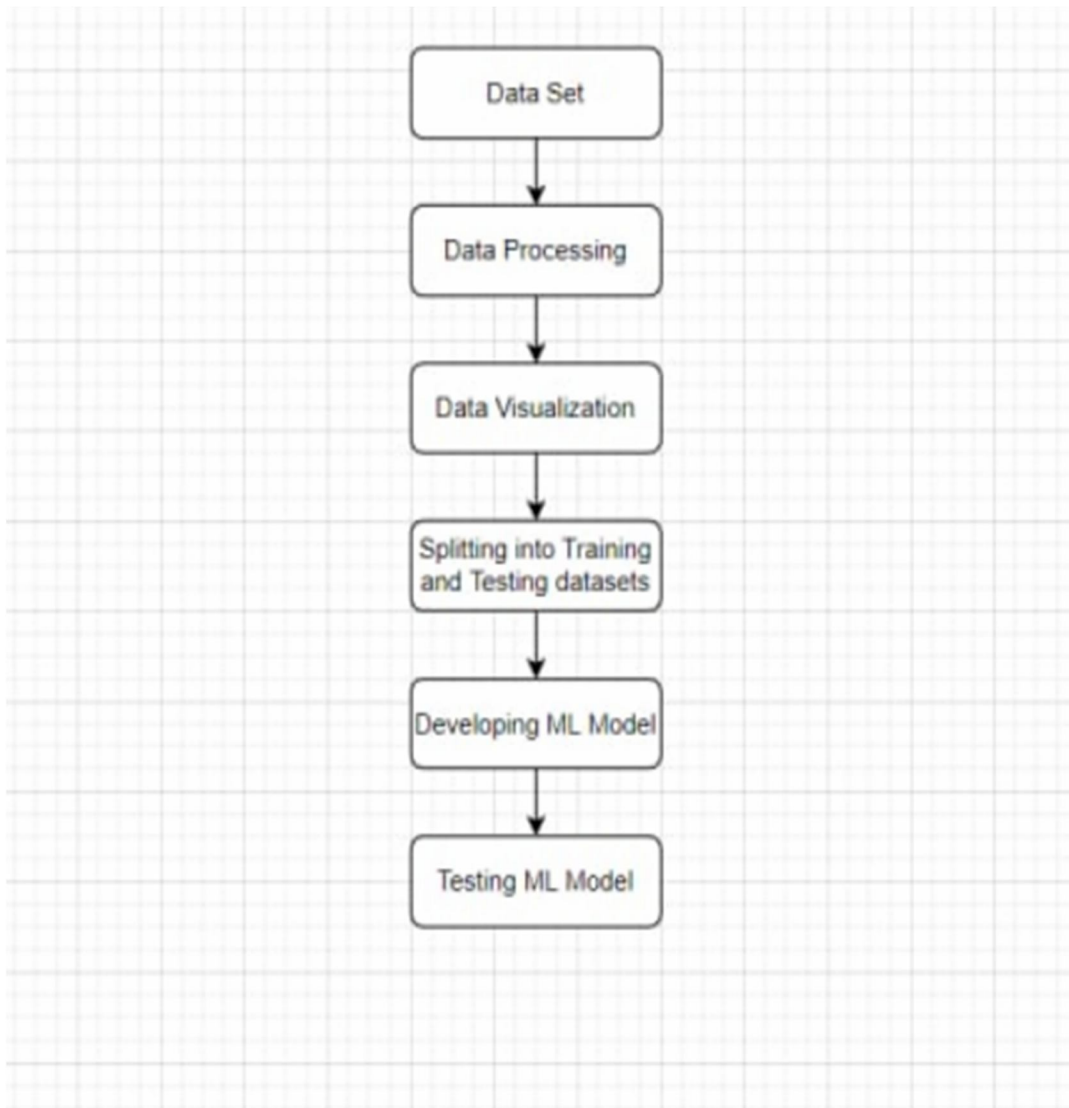 Data Set
Data Processing
Data Visualization
Splitting into Training
and Testing datasets
Developing ML Model
Testing ML Model